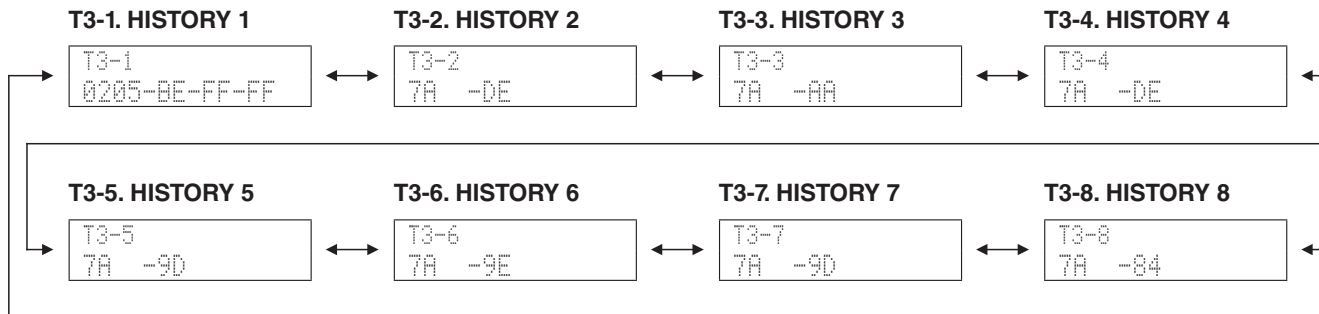 T3-1. HISTORY 1
T3-2. HISTORY 2
T3-3. HISTORY 3
T3-4. HISTORY 4
T3-1
0205-BE-FF-FF
T3-2
7A -DE
T3-3
7A -AA
T3-4
7A -DE
T3-5. HISTORY 5
T3-6. HISTORY 6
T3-7. HISTORY 7
T3-8. HISTORY 8
T3-5
7A -9D
T3-6
7A -9E
T3-7
7A -9D
T3-8
7A -84